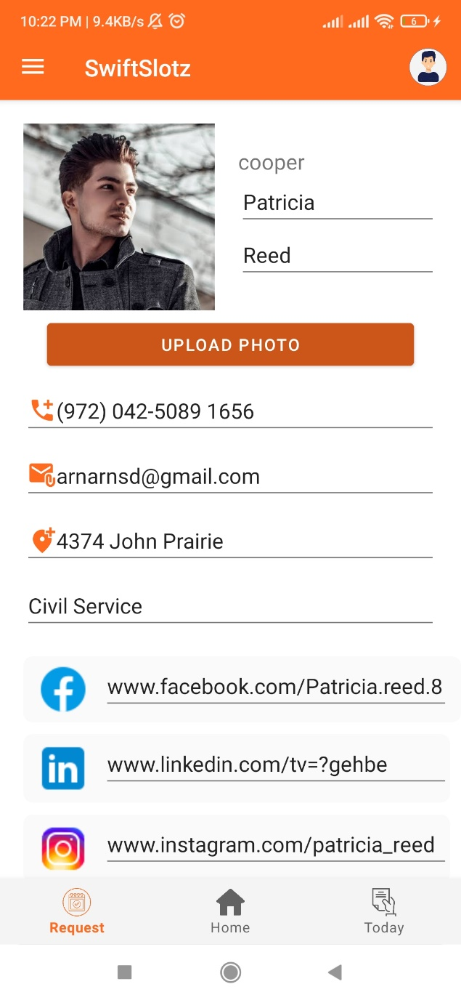 10:22 PM | 9.4KB/s
6
SwiftSlotz
cooper
Patricia
Reed
UPLOAD PHOTO
(972) 042-5089 1656
arnarnsd@gmail.com
4374 John Prairie
Civil Service
www.facebook.com/Patricia.reed.8
in
www.linkedin.com/tv=?gehbe
www.instagram.com/patricia_reed
Request
Home
Today